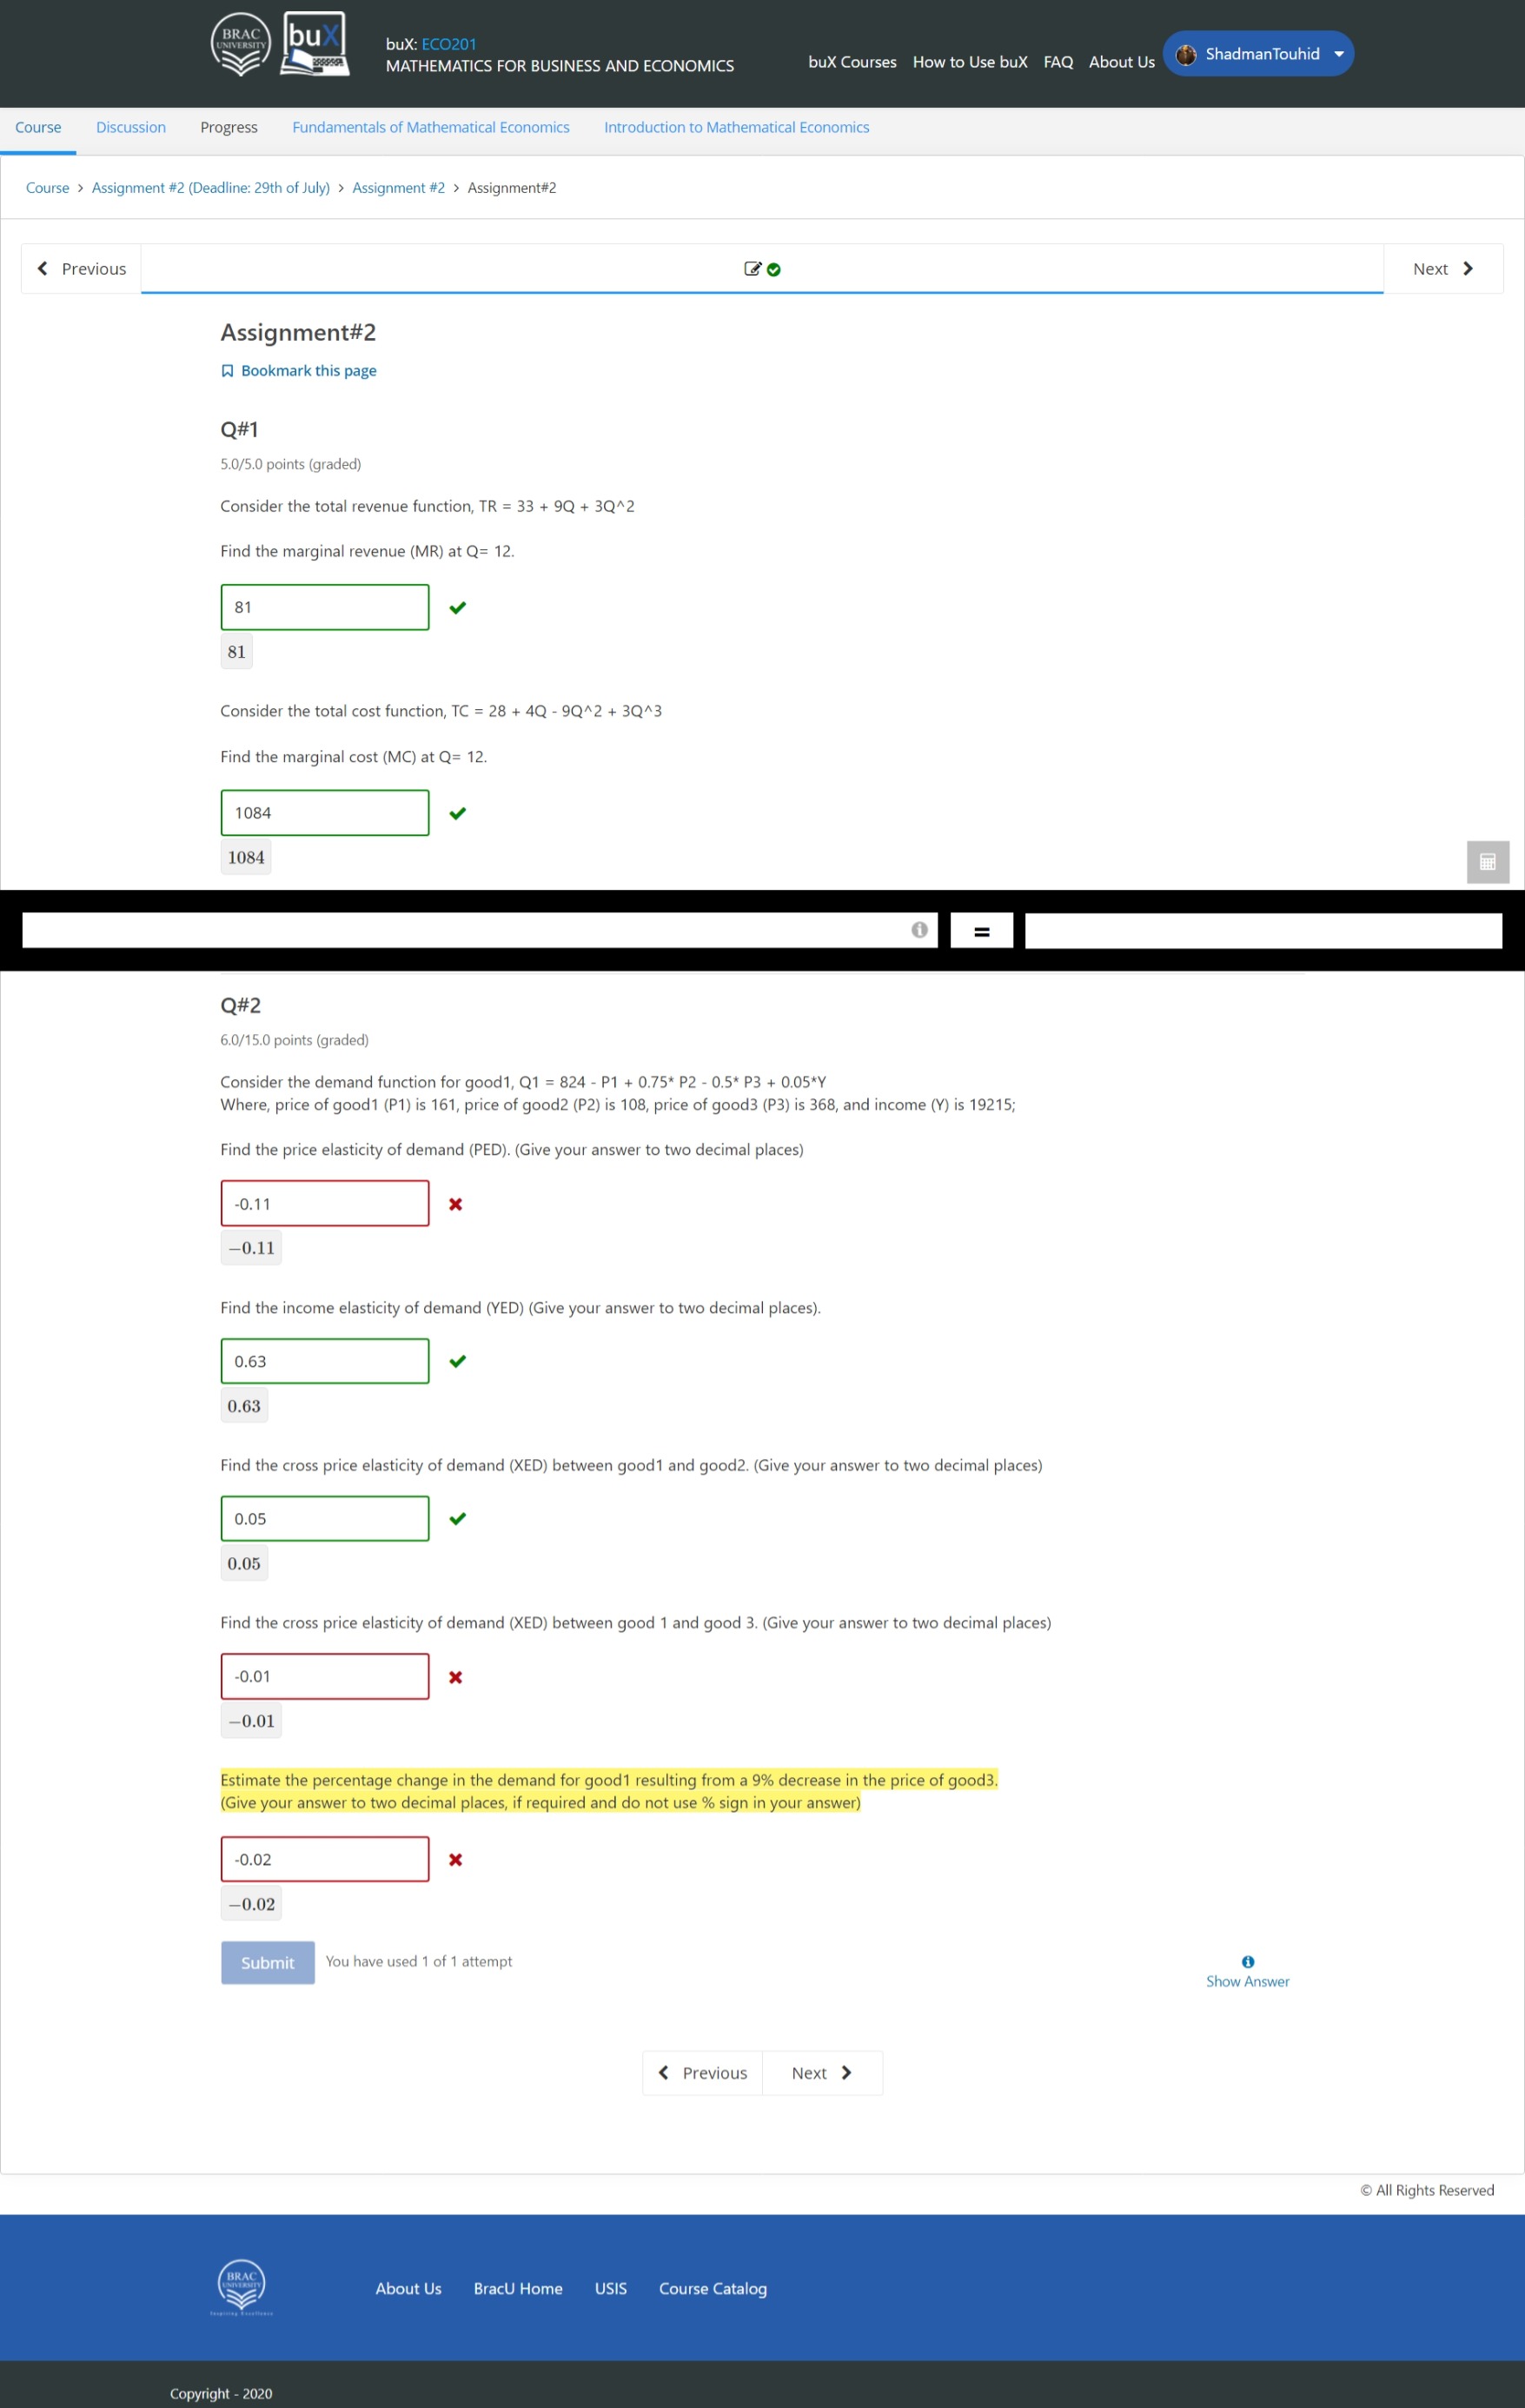 BRAC
UNIVERSITY
buX
buX: ECO201
MATHEMATICS FOR BUSINESS AND ECONOMICS
buX Courses How to Use buX FAQ About Us ShadmanTouhid
Course Discussion Progress Fundamentals of Mathematical Economics Introduction to Mathematical Economics
Course > Assignment #2 (Deadline: 29th of July) > Assignment #2 > Assignment#2
Previous Next
Assignment#2
Bookmark this page
Q#1
5.0/5.0 points (graded)
Consider the total revenue function, TR = 33 + 9Q + 3Q^2
Find the marginal revenue (MR) at Q= 12.
81
81
Consider the total cost function, TC = 28 + 4Q - 9Q^2 + 3Q^3
Find the marginal cost (MC) at Q= 12.
1084
1084
=
Q#2
6.0/15.0 points (graded)
Consider the demand function for good1, Q1 = 824 - P1 + 0.75* P2 - 0.5* P3 + 0.05*Y
Where, price of good1 (P1) is 161, price of good2 (P2) is 108, price of good3 (P3) is 368, and income (Y) is 19215;
Find the price elasticity of demand (PED). (Give your answer to two decimal places)
-0.11
−0.11
Find the income elasticity of demand (YED) (Give your answer to two decimal places).
0.63
0.63
Find the cross price elasticity of demand (XED) between good1 and good2. (Give your answer to two decimal places)
0.05
0.05
Find the cross price elasticity of demand (XED) between good 1 and good 3. (Give your answer to two decimal places)
-0.01
−0.01
Estimate the percentage change in the demand for good1 resulting from a 9% decrease in the price of good3.
(Give your answer to two decimal places, if required and do not use % sign in your answer)
-0.02
−0.02
Submit You have used 1 of 1 attempt
Show Answer
Previous Next
© All Rights Reserved
BRAC
UNIVERSITY
Inspiring Excellence
About Us BracU Home USIS Course Catalog
Copyright - 2020